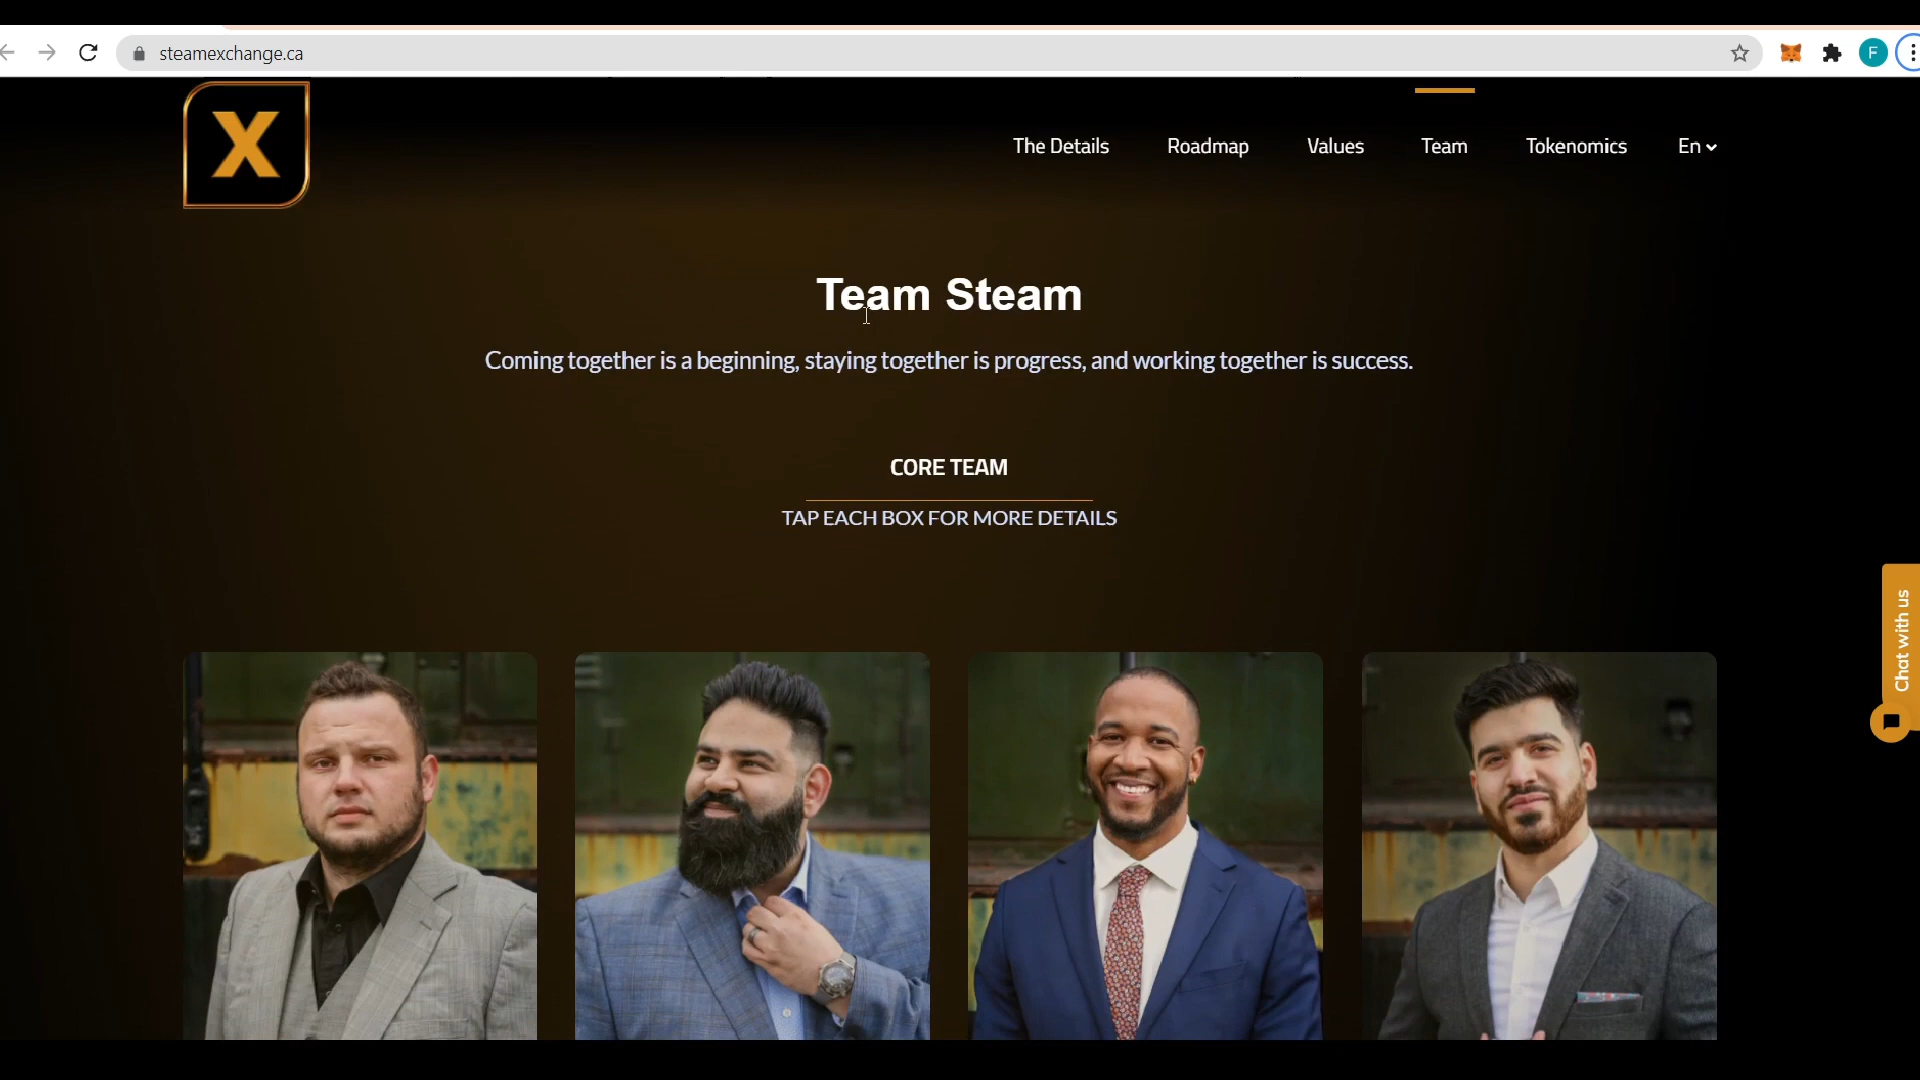 steamexchange.ca
F
X
The Details
Roadmap
Values
Team
Tokenomics
En
Team Steam
Coming together is a beginning, staying together is progress, and working together is success.
CORE TEAM
TAP EACH BOX FOR MORE DETAILS
Chat with us